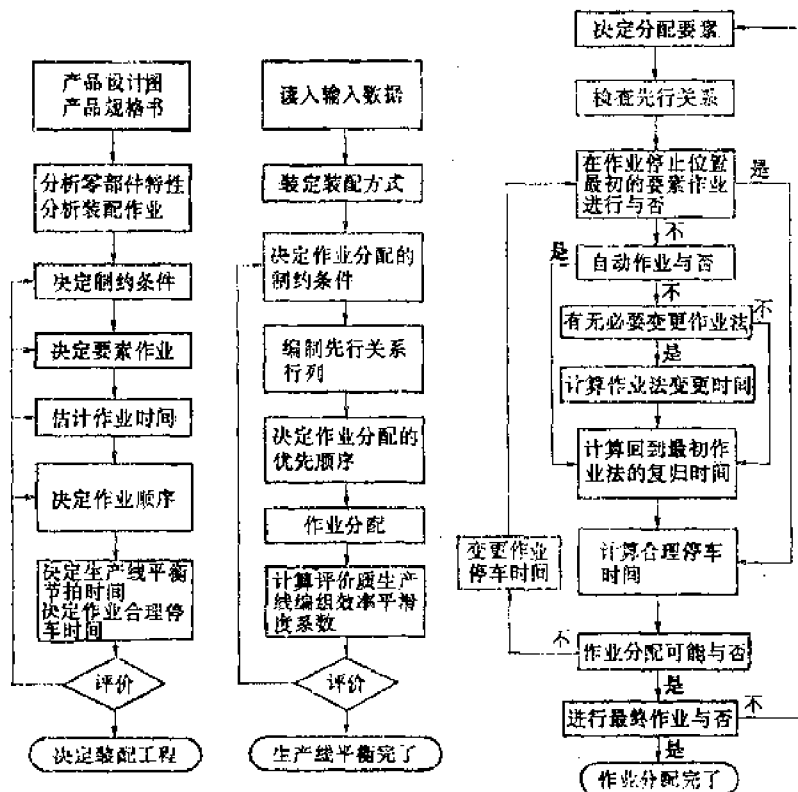 产品设计图
产品规格书
分析零部件特性
分析装配作业
决定制约条件
决定要素作业
估计作业时间
决定作业顺序
决定生产线平衡
节拍时间
决定作业合理停
车时间
评价
决定装配工程
读入输入数据
装定装配方式
决定作业分配的
制约条件
编制先行关系
行列
决定作业分配的
优先顺序
作业分配
计算评价质生产
线编组效率平滑
度系数
评价
生产线平衡完了
决定分配要素
检查先行关系
在作业停止位置
最初的要素作业
进行与否
是
不
是
自动作业与否
不
有无必要变更作业法
不
是
计算作业法变更时间
计算回到最初作
业法的复归时间
变更作业
停车时间
计算合理停车
时间
不
作业分配可能与否
是
进行最终作业与否
不
是
作业分配完了